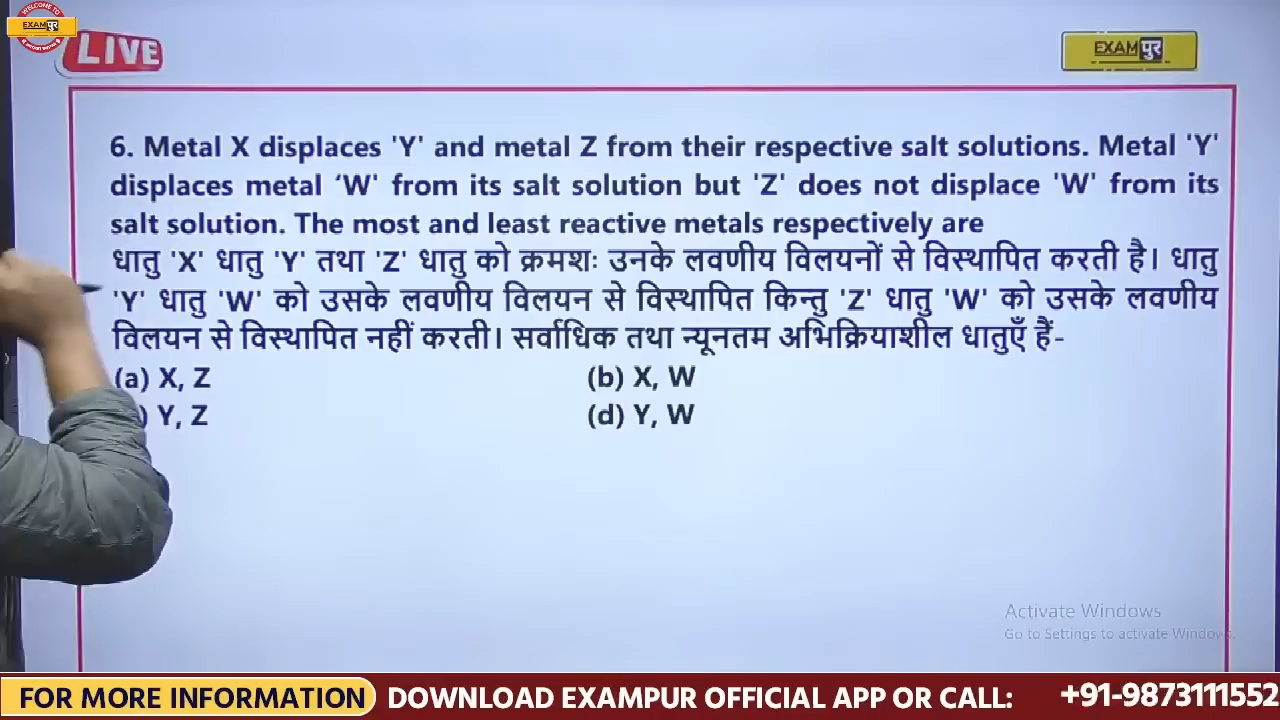 WELCOME TO
EXAMपुर
LIVE
EXAMपुर
6. Metal X displaces 'Y' and metal Z from their respective salt solutions. Metal 'Y'
displaces metal ‘W' from its salt solution but 'Z' does not displace 'W' from its
salt solution. The most and least reactive metals respectively are
धातु 'X' धातु 'Y' तथा 'Z' धातु को क्रमशः उनके लवणीय विलयनों से विस्थापित करती है। धातु
'Y' धातु 'W' को उसके लवणीय विलयन से विस्थापित किन्तु 'Z' धातु 'W' को उसके लवणीय
विलयन से विस्थापित नहीं करती। सर्वाधिक तथा न्यूनतम अभिक्रियाशील धातुएँ हैं-
(a) X, Z (b) X, W
) Y, Z (d) Y, W
Activate Windows
Go to Settings to activate Windows.
FOR MORE INFORMATION DOWNLOAD EXAMPUR OFFICIAL APP OR CALL: +91-9873111552